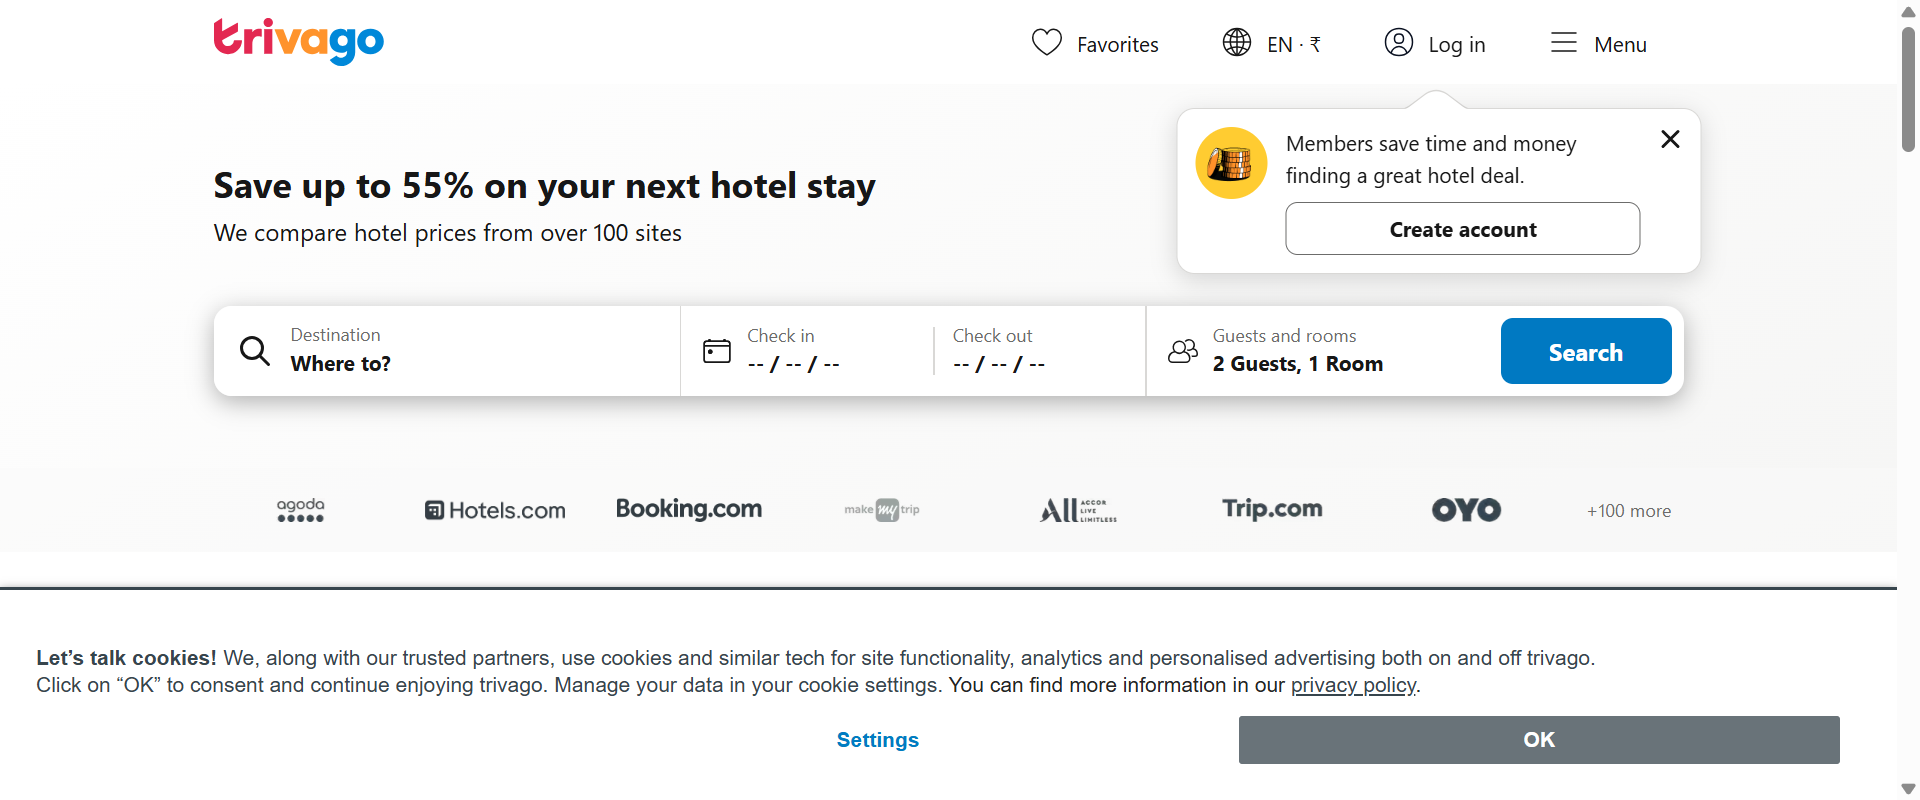 trivago
Favorites
EN · ₹
Log in
Menu
Members save time and money
finding a great hotel deal.
Create account
Save up to 55% on your next hotel stay
We compare hotel prices from over 100 sites
Destination
Where to?
Check in
-- / -- / --
Check out
-- / -- / --
Guests and rooms
2 Guests, 1 Room
Search
agoda
Hotels.com
Booking.com
make my trip
ALL ACCOR LIVE LIMITLESS
Trip.com
OYO
+100 more
Let’s talk cookies! We, along with our trusted partners, use cookies and similar tech for site functionality, analytics and personalised advertising both on and off trivago.
Click on “OK” to consent and continue enjoying trivago. Manage your data in your cookie settings. You can find more information in our privacy policy.
Settings
OK